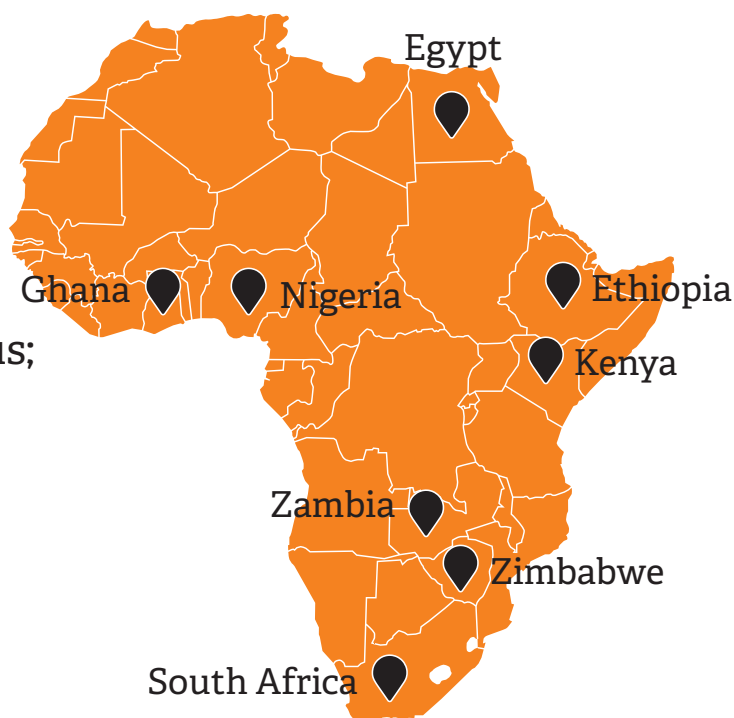 Egypt
Ghana
Nigeria
Ethiopia
s;
Kenya
Zambia
Zimbabwe
South Africa